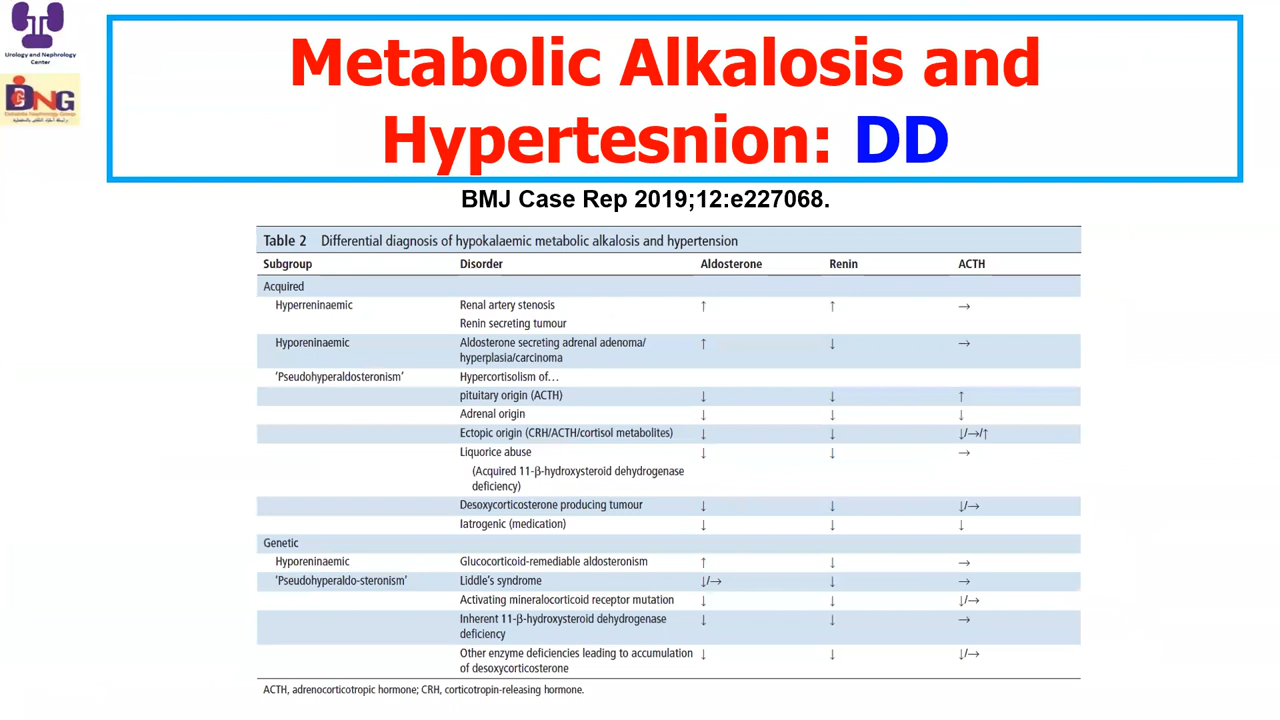 Urology and Nephrology
Center
DNG
Metabolic Alkalosis and
Hypertesnion: DD
BMJ Case Rep 2019;12:e227068.
Table 2 Differential diagnosis of hypokalaemic metabolic alkalosis and hypertension
Subgroup Disorder Aldosterone Renin ACTH
Acquired
Hyperreninaemic Renal artery stenosis ↑ ↑ →
Renin secreting tumour
Hyporeninaemic Aldosterone secreting adrenal adenoma/ ↑ ↓ →
hyperplasia/carcinoma
'Pseudohyperaldosteronism' Hypercortisolism of…
pituitary origin (ACTH) ↓ ↓ ↑
Adrenal origin ↓ ↓ ↓
Ectopic origin (CRH/ACTH/cortisol metabolites) ↓ ↓ ↓/→/↑
Liquorice abuse ↓ ↓ →
(Acquired 11-β-hydroxysteroid dehydrogenase
deficiency)
Desoxycorticosterone producing tumour ↓ ↓ ↓/→
Iatrogenic (medication) ↓ ↓ ↓
Genetic
Hyporeninaemic Glucocorticoid-remediable aldosteronism ↑ ↓ →
'Pseudohyperaldo-steronism' Liddle's syndrome ↓/→ ↓ →
Activating mineralocorticoid receptor mutation ↓ ↓ ↓/→
Inherent 11-β-hydroxysteroid dehydrogenase ↓ ↓ →
deficiency
Other enzyme deficiencies leading to accumulation ↓ ↓ ↓/→
of desoxycorticosterone
ACTH, adrenocorticotropic hormone; CRH, corticotropin-releasing hormone.